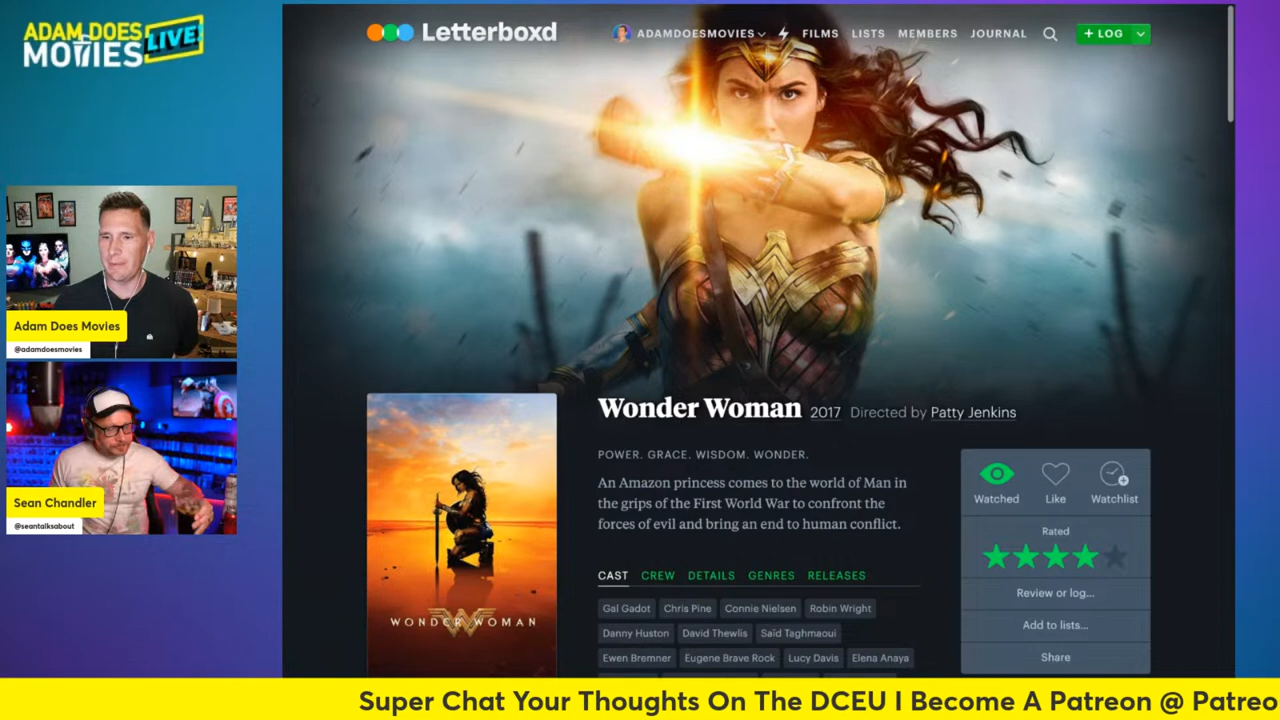 ADAM DOES
MOVIES
LIVE!
Letterboxd
ADAMDOESMOVIES
FILMS
LISTS
MEMBERS
JOURNAL
+ LOG
Adam Does Movies
@adamdoesmovies
Sean Chandler
@seantalksabout
Wonder Woman 2017 Directed by Patty Jenkins
POWER. GRACE. WISDOM. WONDER.
An Amazon princess comes to the world of Man in
the grips of the First World War to confront the
forces of evil and bring an end to human conflict.
Watched
Like
Watchlist
Rated
Review or log...
Add to lists...
Share
CAST CREW DETAILS GENRES RELEASES
Gal Gadot Chris Pine Connie Nielsen Robin Wright
Danny Huston David Thewlis Saïd Taghmaoui
Ewen Bremner Eugene Brave Rock Lucy Davis Elena Anaya
WONDER WOMAN
Super Chat Your Thoughts On The DCEU I Become A Patreon @ Patreo